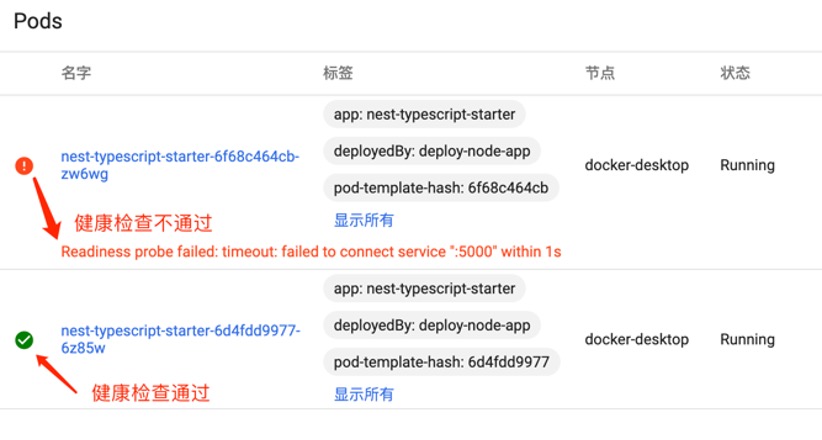 Pods
名字 标签 节点 状态
app: nest-typescript-starter
nest-typescript-starter-6f68c464cb-
zw6wg
deployedBy: deploy-node-app
docker-desktop
Running
pod-template-hash: 6f68c464cb
显示所有
健康检查不通过
Readiness probe failed: timeout: failed to connect service ":5000" within 1s
app: nest-typescript-starter
nest-typescript-starter-6d4fdd9977-
6z85w
deployedBy: deploy-node-app
docker-desktop
Running
pod-template-hash: 6d4fdd9977
显示所有
健康检查通过